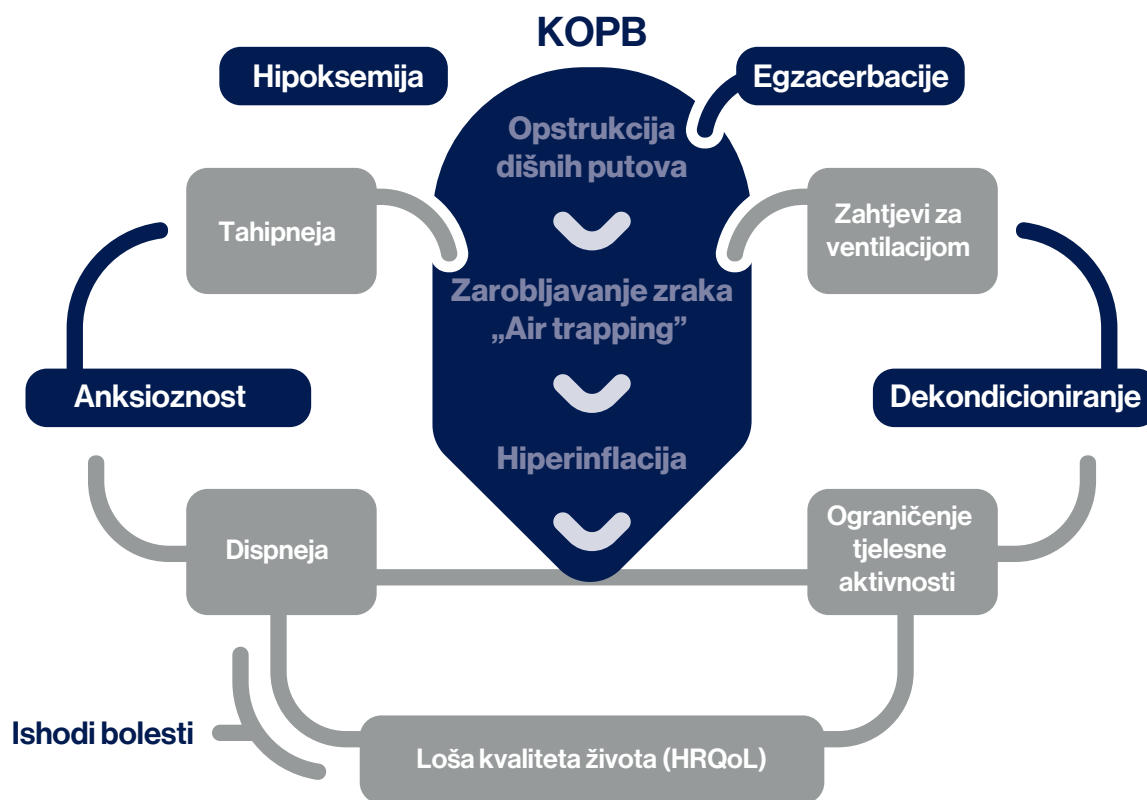 KOPB
Hipoksemija
Egzacerbacije
Opstrukcija
dišnih putova
Tahipneja
Zahtjevi za
ventilacijom
Zarobljavanje zraka
„Air trapping”
Anksioznost
Dekondicioniranje
Hiperinflacija
Dispneja
Ograničenje
tjelesne
aktivnosti
Ishodi bolesti
Loša kvaliteta života (HRQoL)